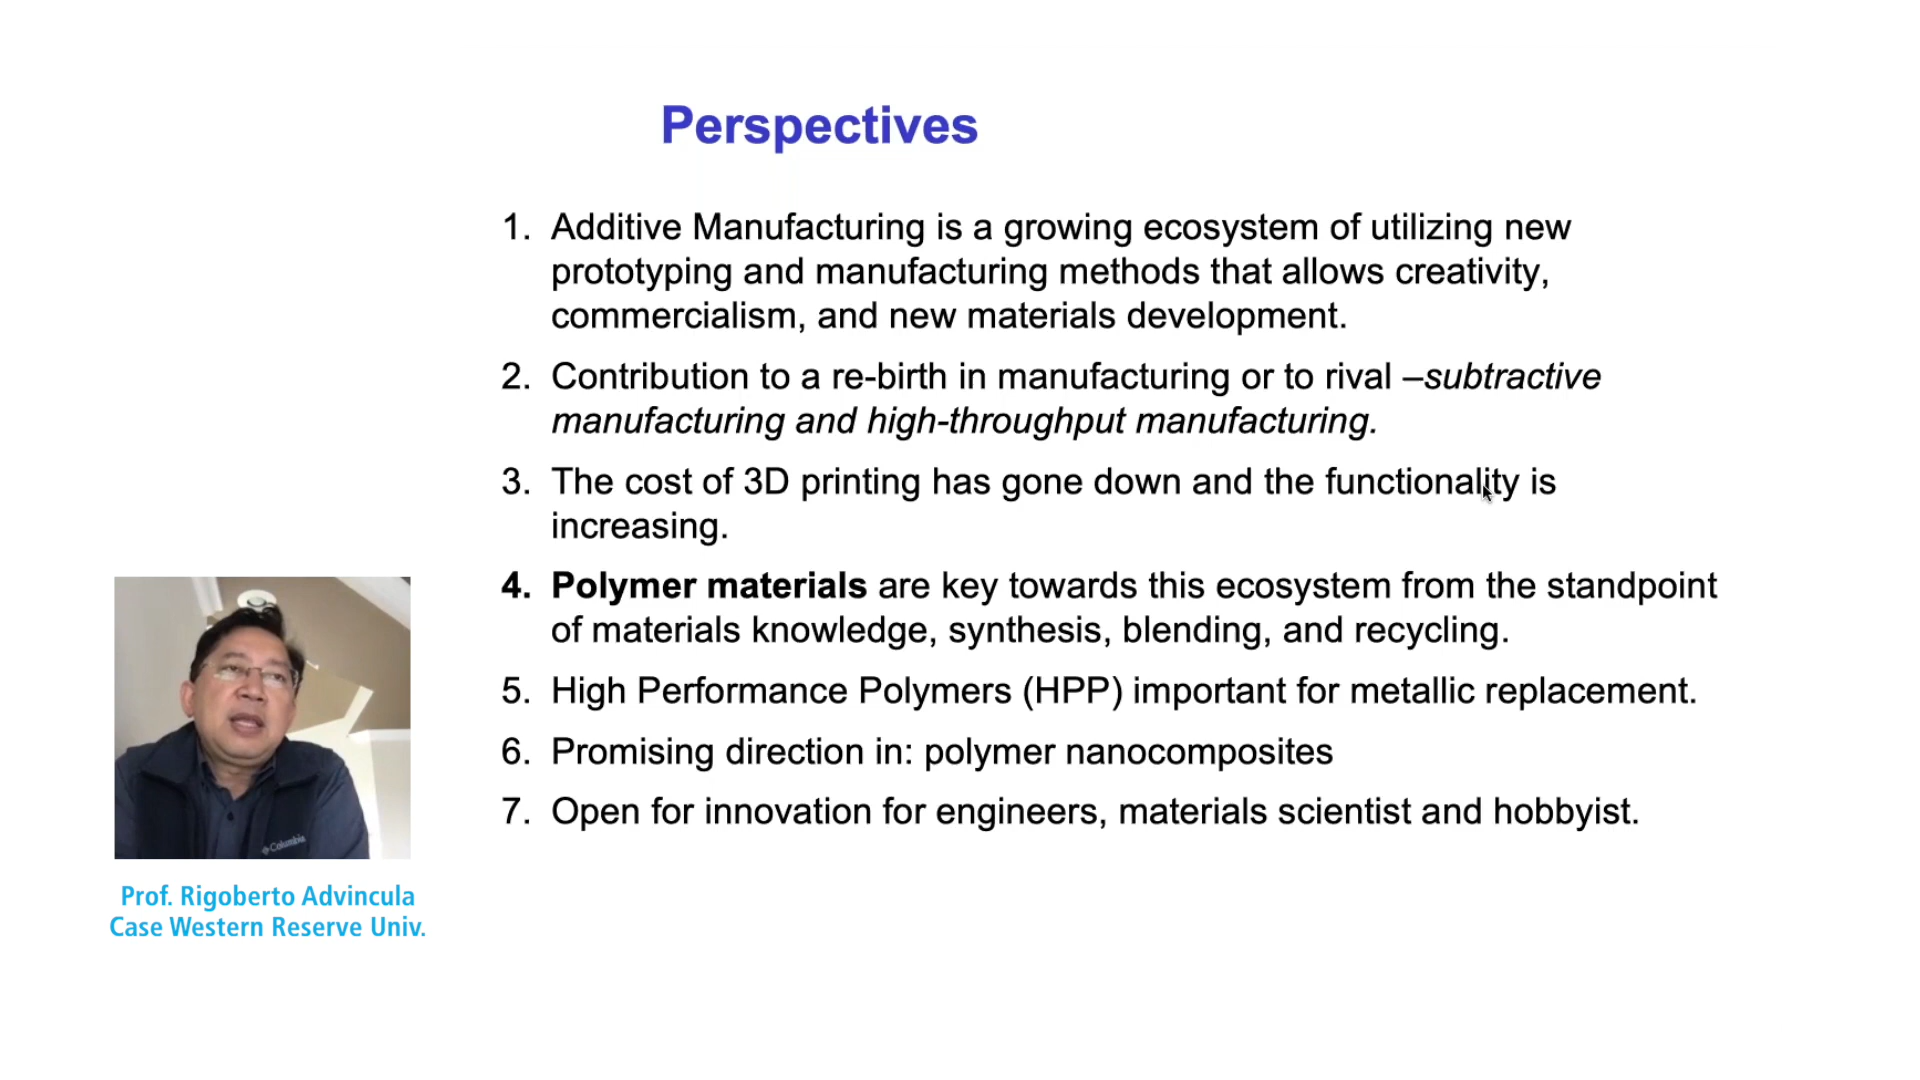 Perspectives
1. Additive Manufacturing is a growing ecosystem of utilizing new
prototyping and manufacturing methods that allows creativity,
commercialism, and new materials development.
2. Contribution to a re-birth in manufacturing or to rival –subtractive
manufacturing and high-throughput manufacturing.
3. The cost of 3D printing has gone down and the functionality is
increasing.
4. Polymer materials are key towards this ecosystem from the standpoint
of materials knowledge, synthesis, blending, and recycling.
5. High Performance Polymers (HPP) important for metallic replacement.
6. Promising direction in: polymer nanocomposites
7. Open for innovation for engineers, materials scientist and hobbyist.
Columbia
Prof. Rigoberto Advincula
Case Western Reserve Univ.